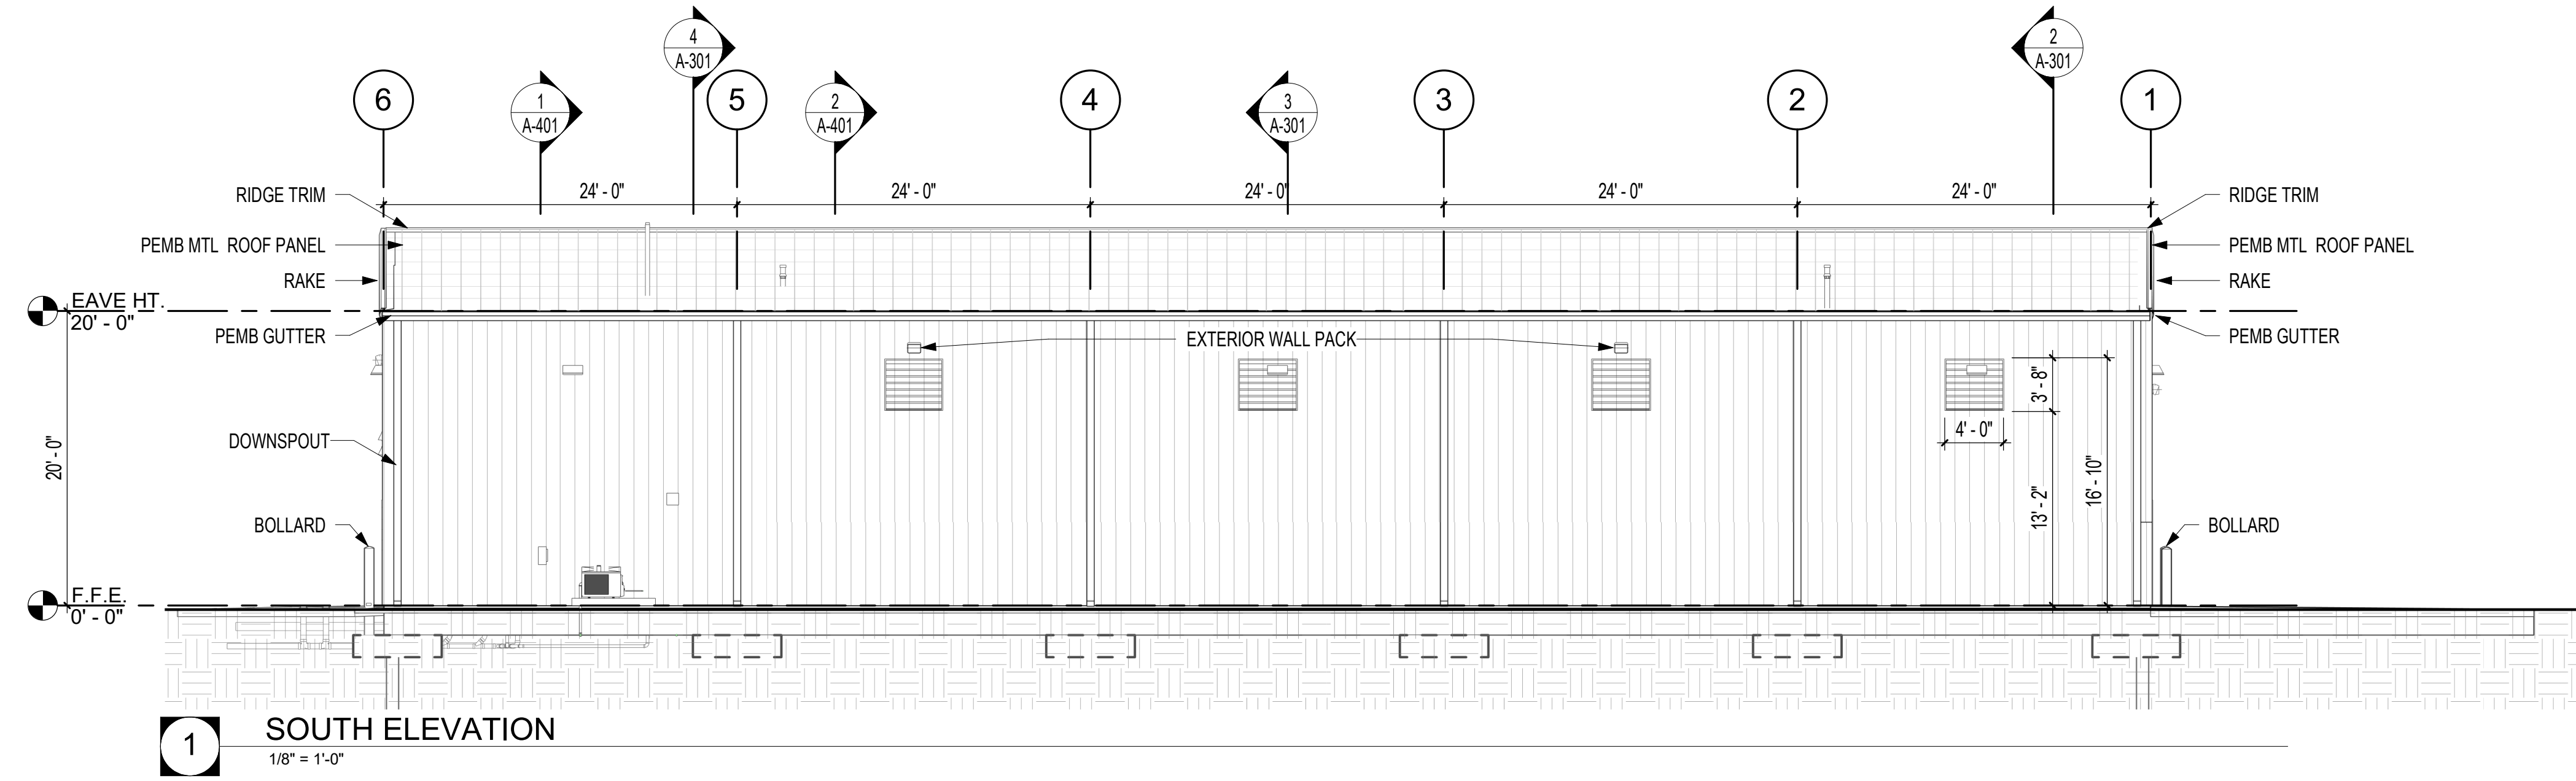 4
A-301
2
A-301
6
1
A-401
5
2
A-401
4
3
A-301
3
2
1
24' - 0"
24' - 0"
24' - 0"
24' - 0"
24' - 0"
RIDGE TRIM
RIDGE TRIM
PEMB MTL  ROOF PANEL
PEMB MTL  ROOF PANEL
RAKE
RAKE
EAVE HT.
20' - 0"
PEMB GUTTER
EXTERIOR WALL PACK
PEMB GUTTER
3' - 8"
4' - 0"
DOWNSPOUT
20' - 0"
13' - 2"
16' - 10"
BOLLARD
BOLLARD
F.F.E.
0' - 0"
1
SOUTH ELEVATION
1/8" = 1'-0"